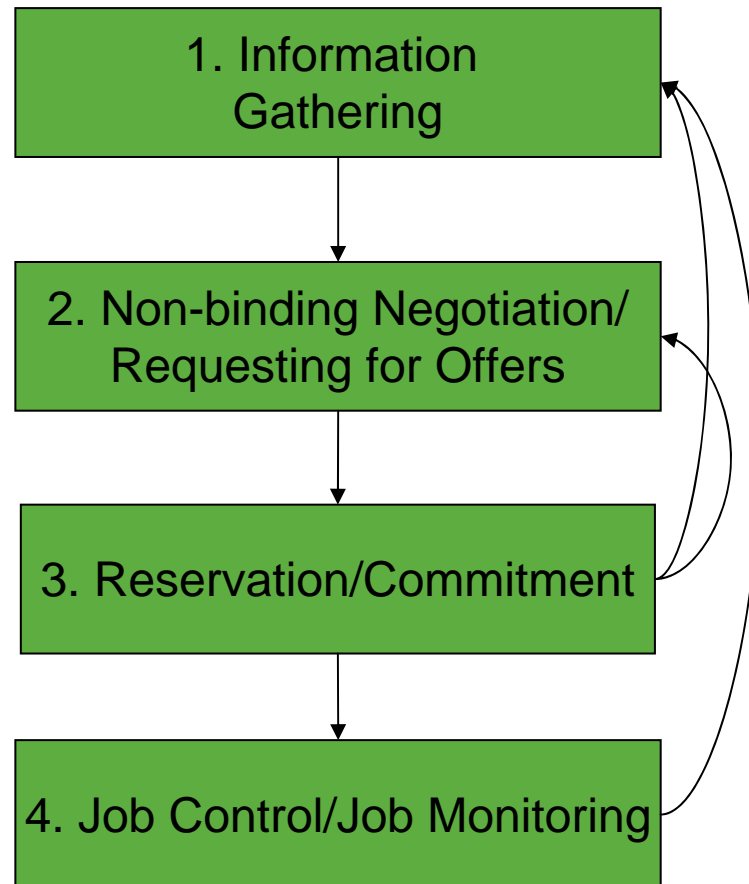 1. Information
Gathering
2. Non-binding Negotiation/
Requesting for Offers
3. Reservation/Commitment
4. Job Control/Job Monitoring